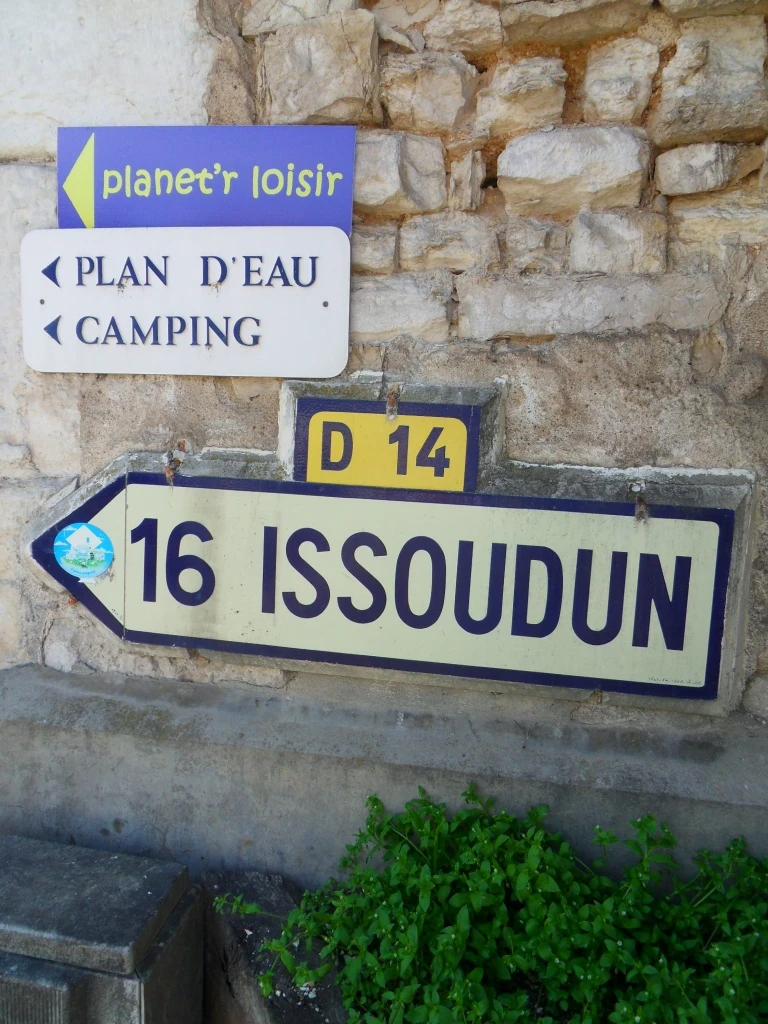 planet'r loisir
PLAN D'EAU
CAMPING
D 14
16 ISSOUDUN